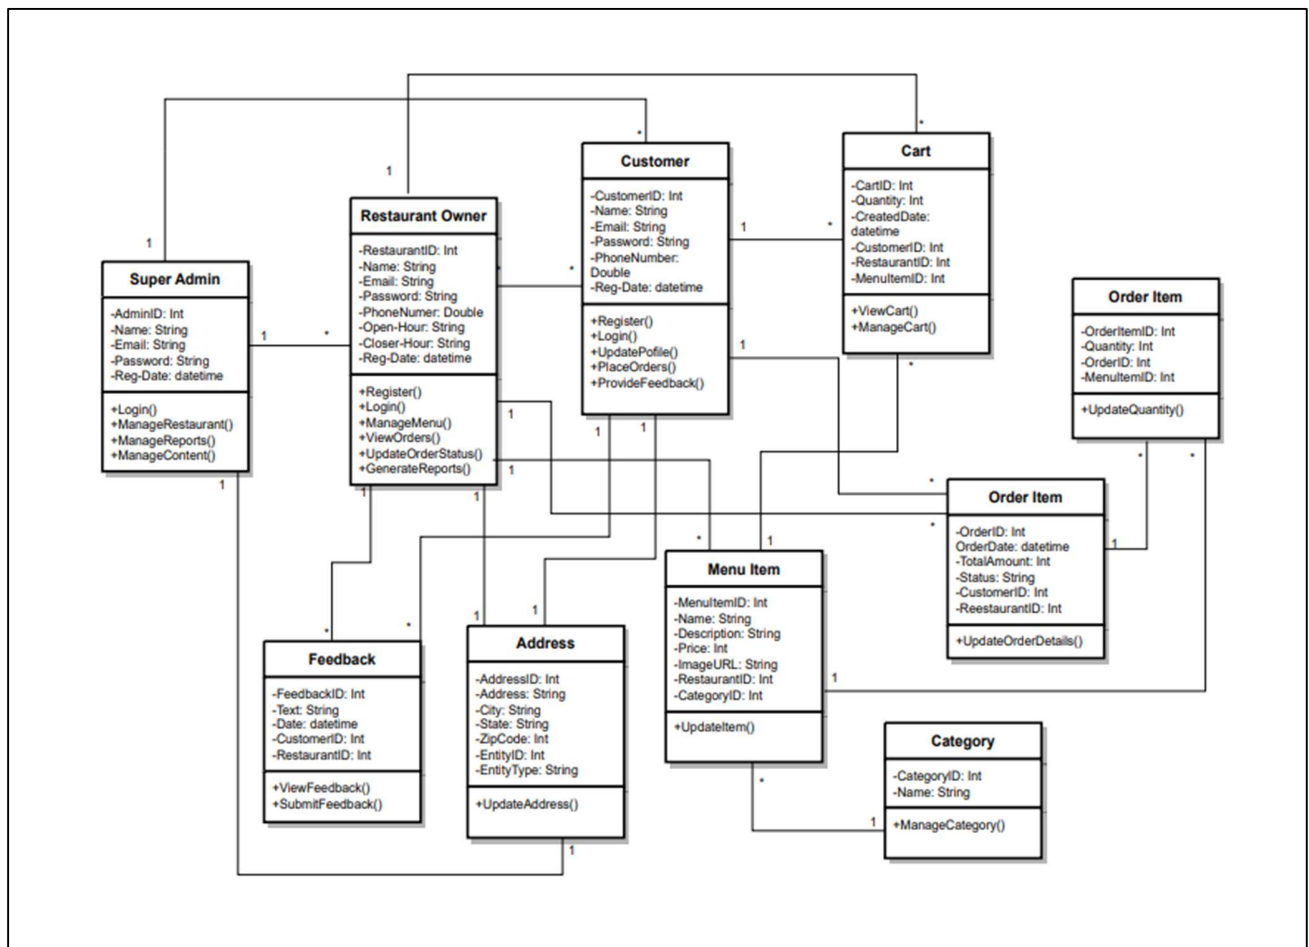 Customer
-CustomerID: Int
-Name: String
-Email: String
-Password: String
-PhoneNumber:
Double
-Reg-Date: datetime
+Register()
+Login()
+UpdatePofile()
+PlaceOrders()
+ProvideFeedback()
Cart
-CartID: Int
-Quantity: Int
-CreatedDate:
datetime
-CustomerID: Int
-RestaurantID: Int
-MenuItemID: Int
+ViewCart()
+ManageCart()
Restaurant Owner
-RestaurantID: Int
-Name: String
-Email: String
-Password: String
-PhoneNumer: Double
-Open-Hour: String
-Closer-Hour: String
-Reg-Date: datetime
+Register()
+Login()
+ManageMenu()
+ViewOrders()
+UpdateOrderStatus()
+GenerateReports()
Super Admin
-AdminID: Int
-Name: String
-Email: String
-Password: String
-Reg-Date: datetime
+Login()
+ManageRestaurant()
+ManageReports()
+ManageContent()
Order Item
-OrderItemID: Int
-Quantity: Int
-OrderID: Int
-MenuItemID: Int
+UpdateQuantity()
Order Item
-OrderID: Int
OrderDate: datetime
-TotalAmount: Int
-Status: String
-CustomerID: Int
-ReestaurantID: Int
+UpdateOrderDetails()
Menu Item
-MenuItemID: Int
-Name: String
-Description: String
-Price: Int
-ImageURL: String
-RestaurantID: Int
-CategoryID: Int
+UpdateItem()
Feedback
-FeedbackID: Int
-Text: String
-Date: datetime
-CustomerID: Int
-RestaurantID: Int
+ViewFeedback()
+SubmitFeedback()
Address
-AddressID: Int
-Address: String
-City: String
-State: String
-ZipCode: Int
-EntityID: Int
-EntityType: String
+UpdateAddress()
Category
-CategoryID: Int
-Name: String
+ManageCategory()
1
*
1
*
1
*
*
*
1
*
1
*
1
*
1
*
1
*
1
*
1
1
1
1
1
1
*
1
*
1
1
*
*
1